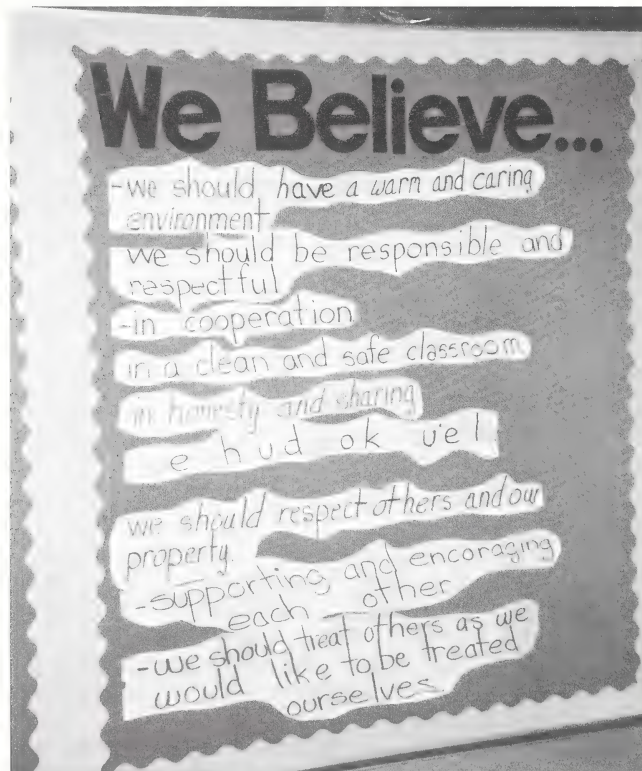 We Believe...
-we should have a warm and caring
environment
we should be responsible and
respectful
-in cooperation
in a clean and safe classroom
in honesty and sharing
we should respect others and our
property
-supporting and encoraging
each other
-we should treat others as we
would like to be treated
ourselves